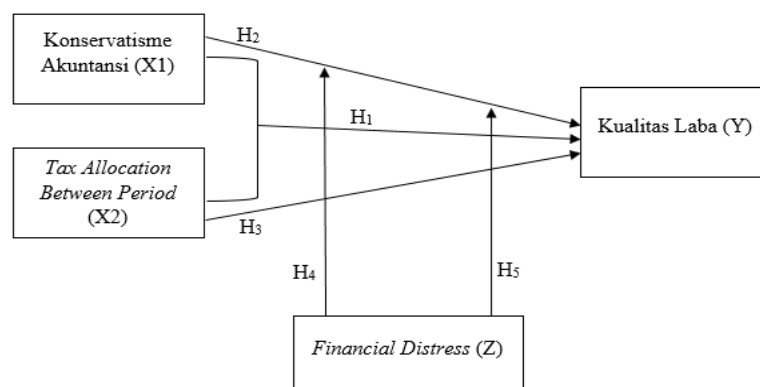 Konservatisme
Akuntansi (X1)
H2
H1
Kualitas Laba (Y)
Tax Allocation
Between Period
(X2)
H3
H4
H5
Financial Distress (Z)